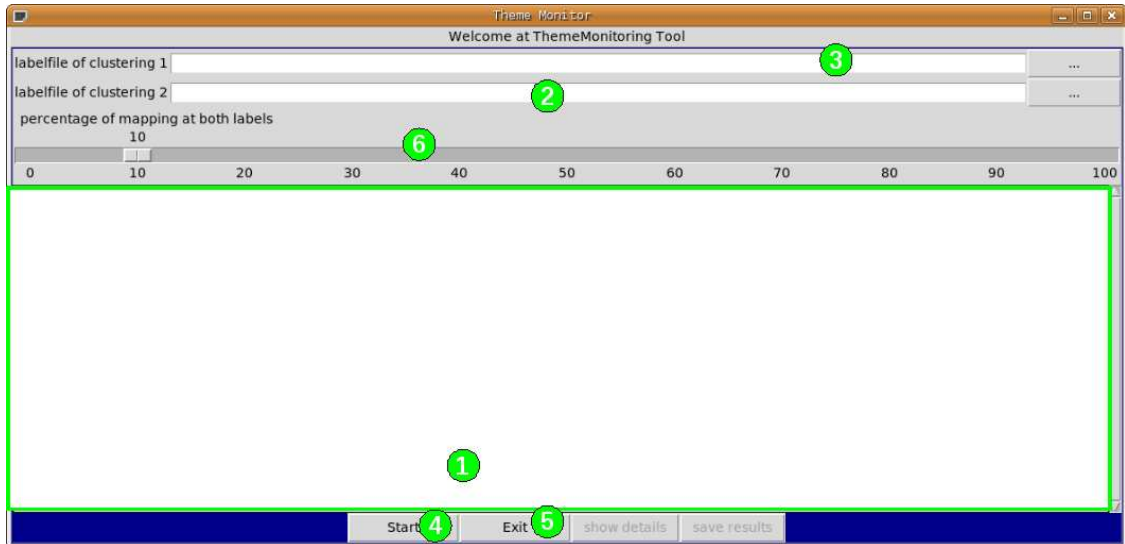 Theme Monitor
Welcome at ThemeMonitoring Tool
labelfile of clustering 1 3 ...
labelfile of clustering 2 2 ...
percentage of mapping at both labels
10 6
0 10 20 30 40 50 60 70 80 90 100
1
Start 4 Exit 5 show details save results